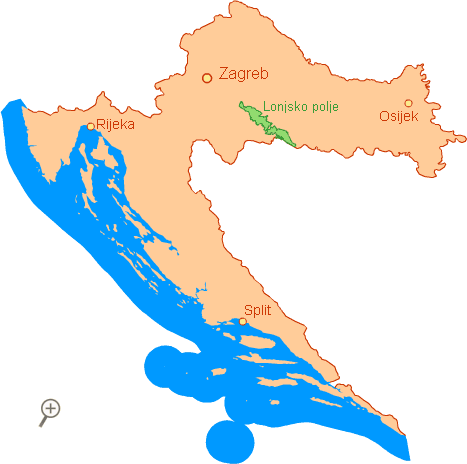 Zagreb
Lonjsko polje
Osijek
Rijeka
Split